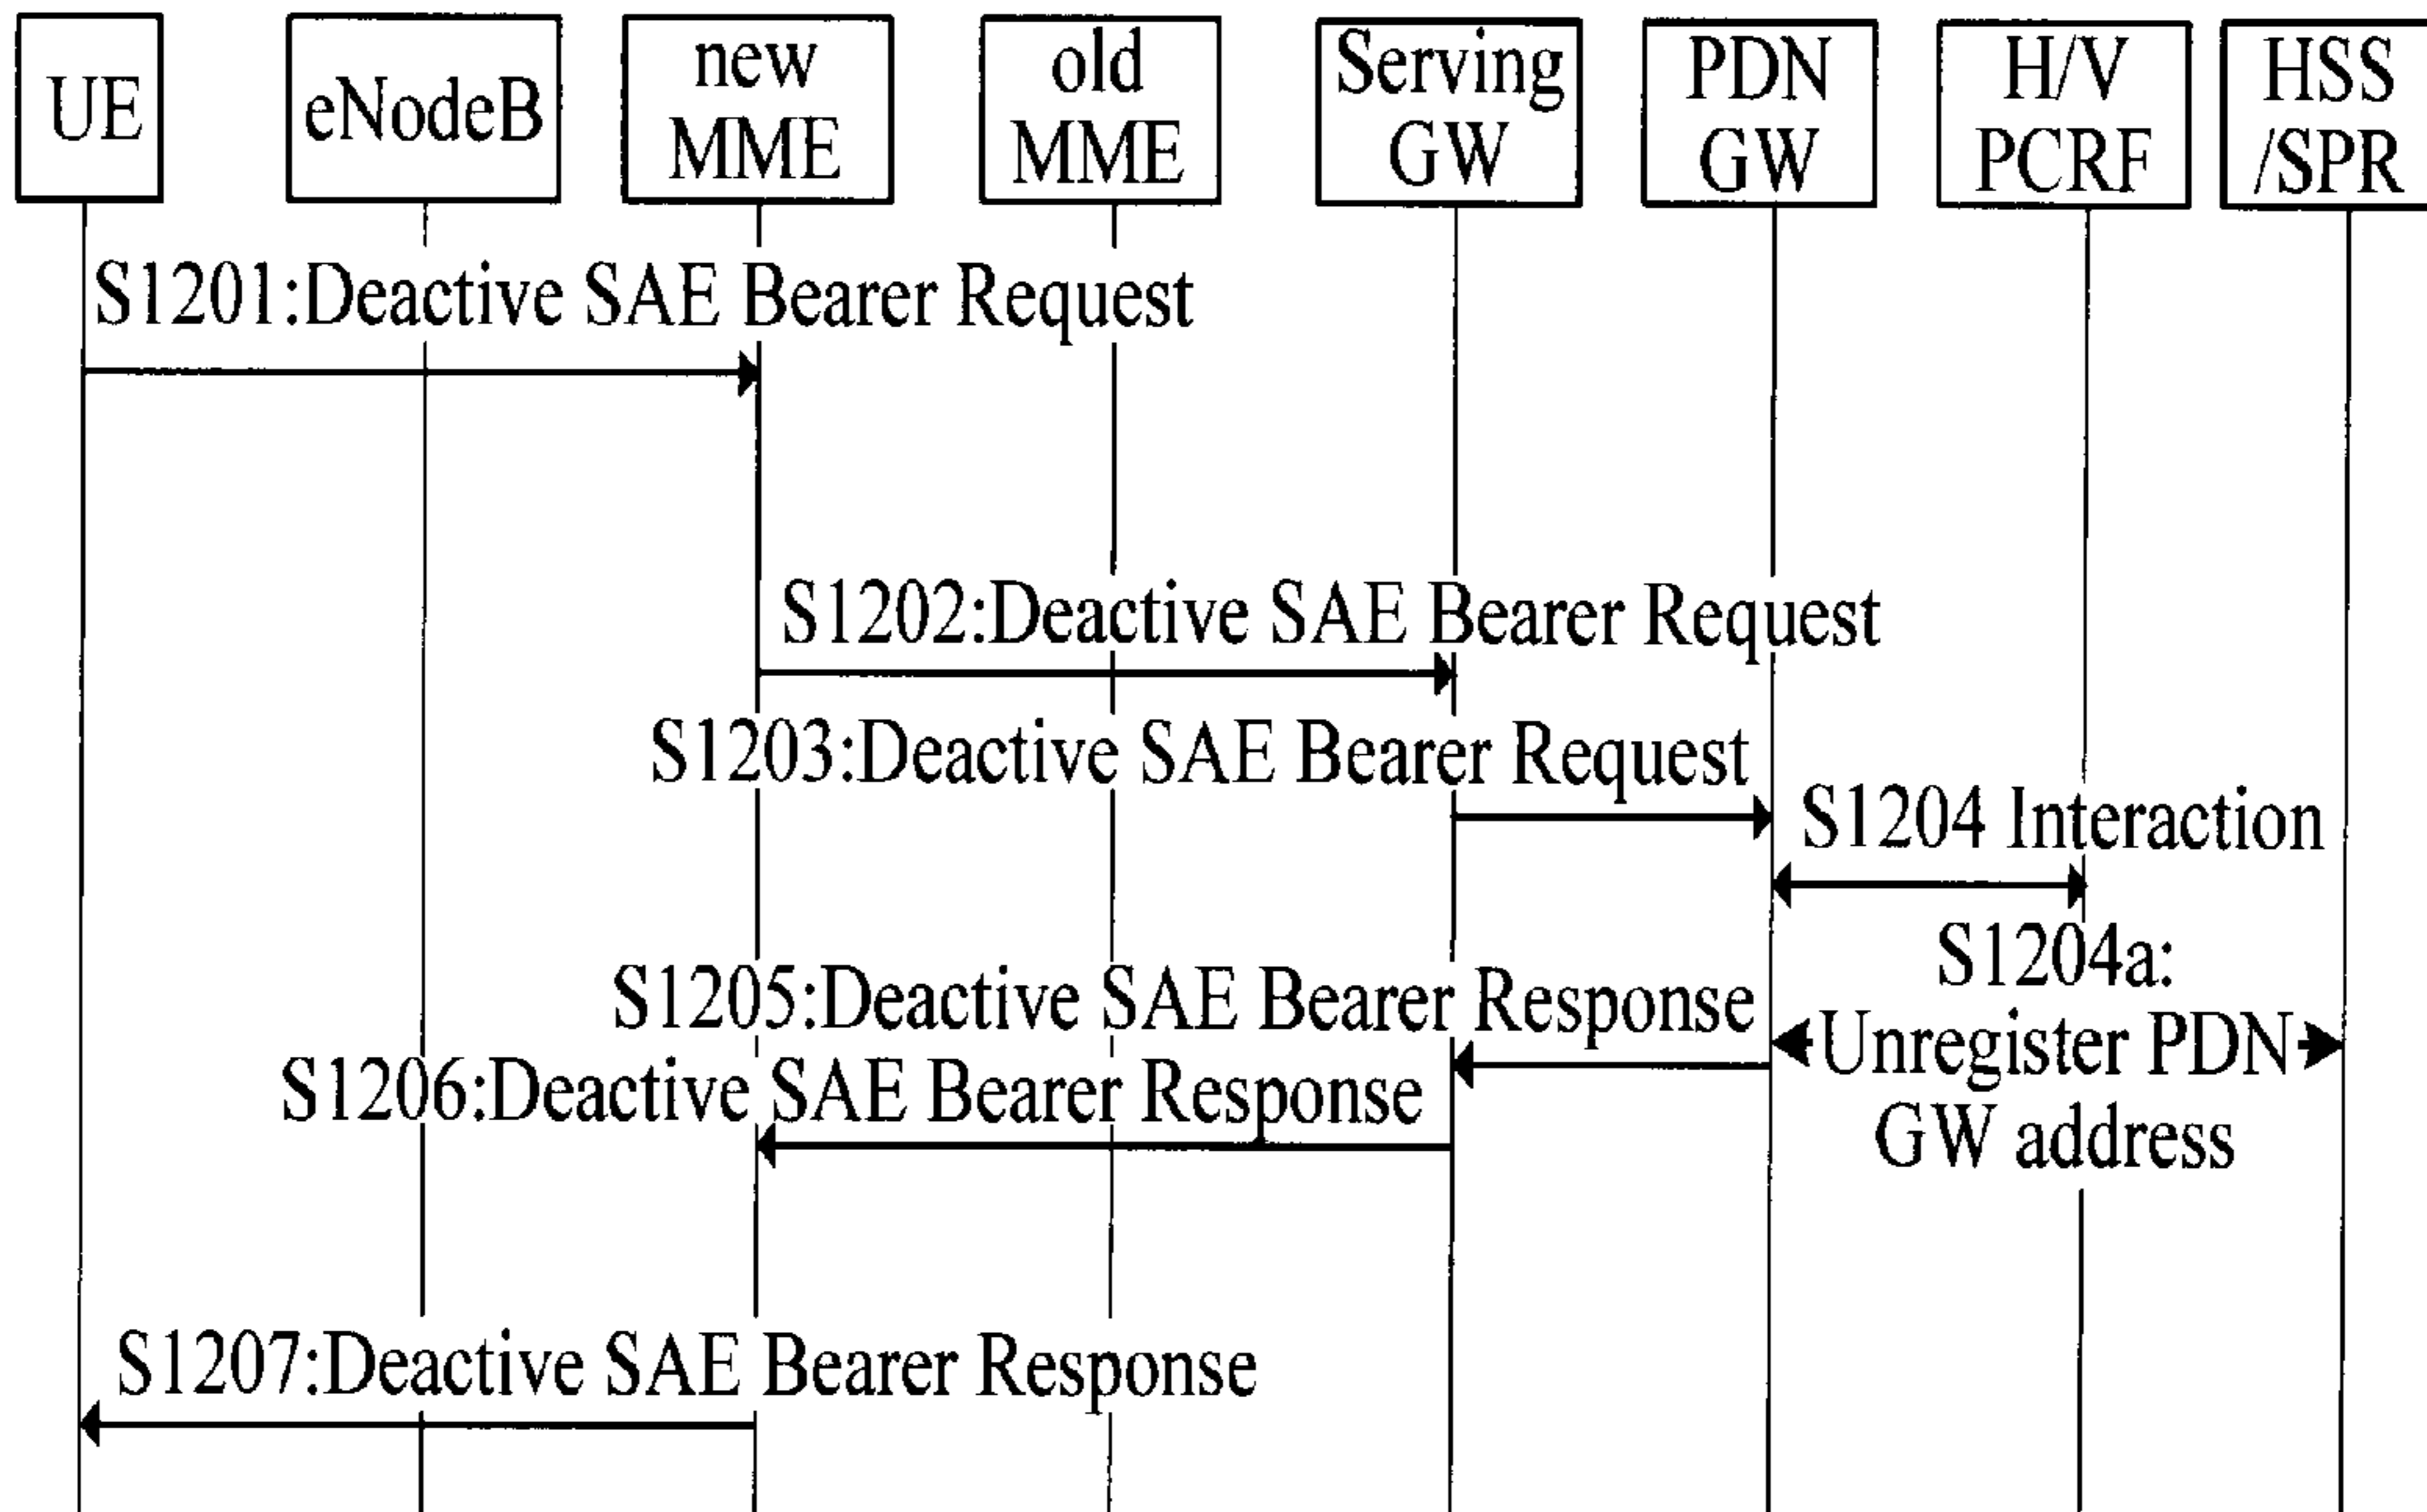 UE
eNodeB
new
MME
old
MME
Serving
GW
PDN
GW
H/V
PCRF
HSS
/SPR
S1201:Deactive SAE Bearer Request
S1202:Deactive SAE Bearer Request
S1203:Deactive SAE Bearer Request
S1204 Interaction
S1204a:
Unregister PDN
GW address
S1205:Deactive SAE Bearer Response
S1206:Deactive SAE Bearer Response
S1207:Deactive SAE Bearer Response